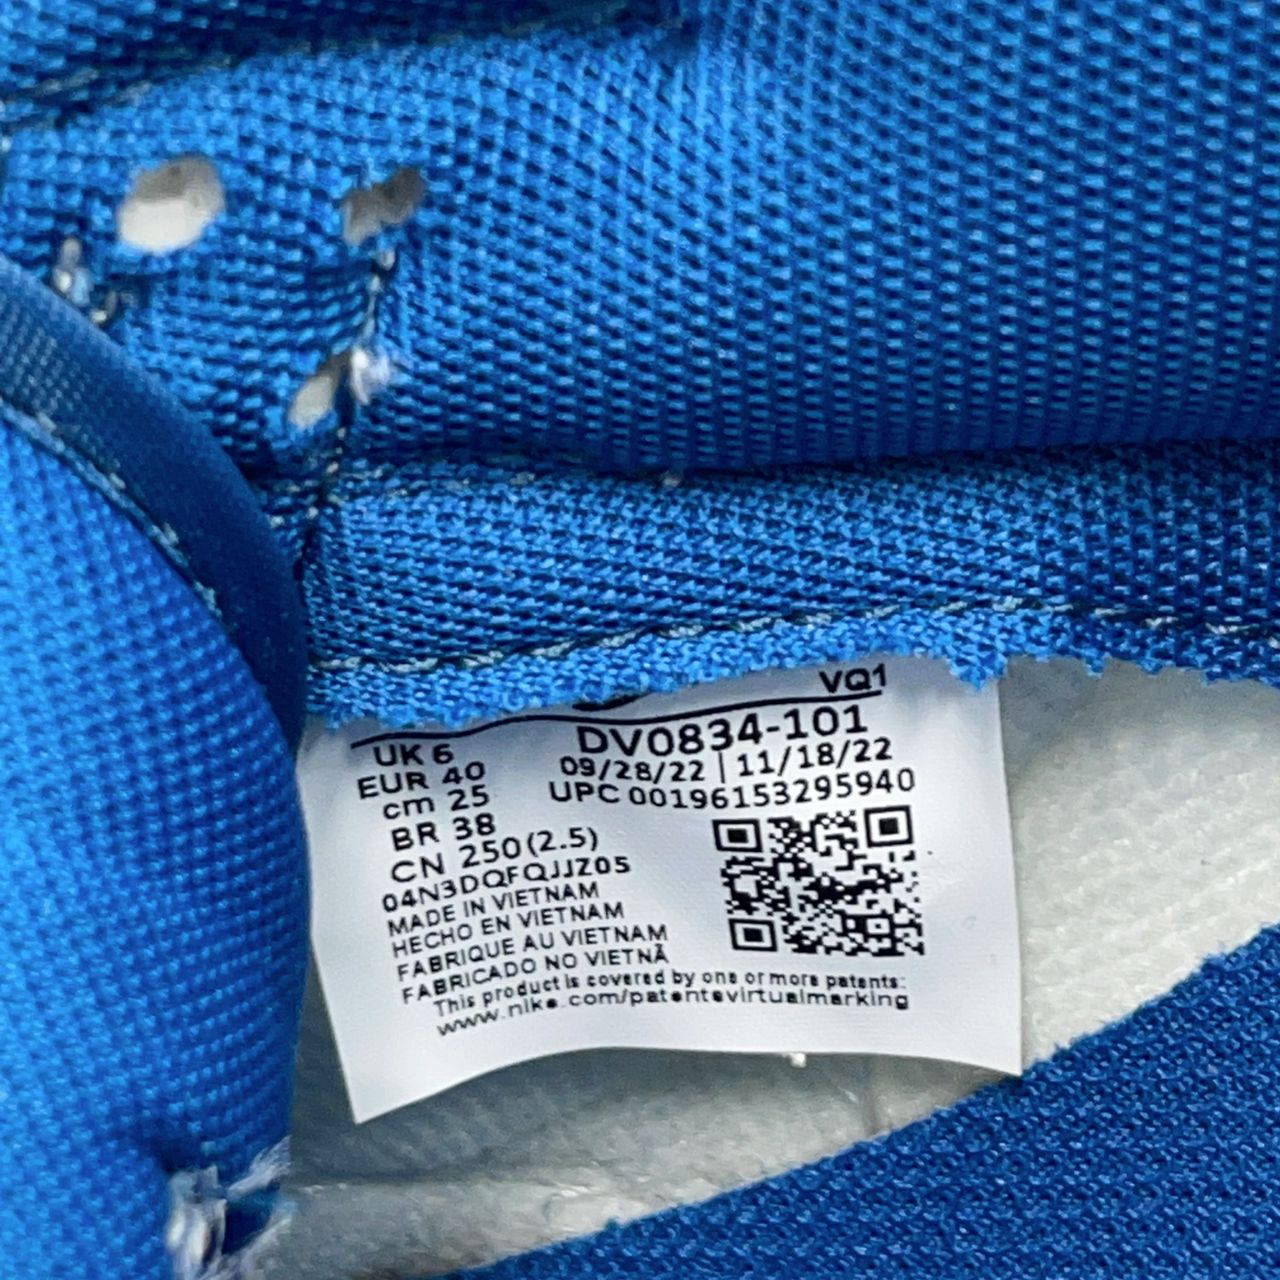 VQ1
UK 6 DV0834-101
EUR 40 09/28/22 | 11/18/22
cm 25 UPC 00196153295940
BR 38
CN 250(2.5)
04N3DQFQJJZ05
MADE IN VIETNAM
HECHO EN VIETNAM
FABRIQUE AU VIETNAM
FABRICADO NO VIETNÃ
This product is covered by one or more patents:
www.nike.com/patentsvirtualmarking